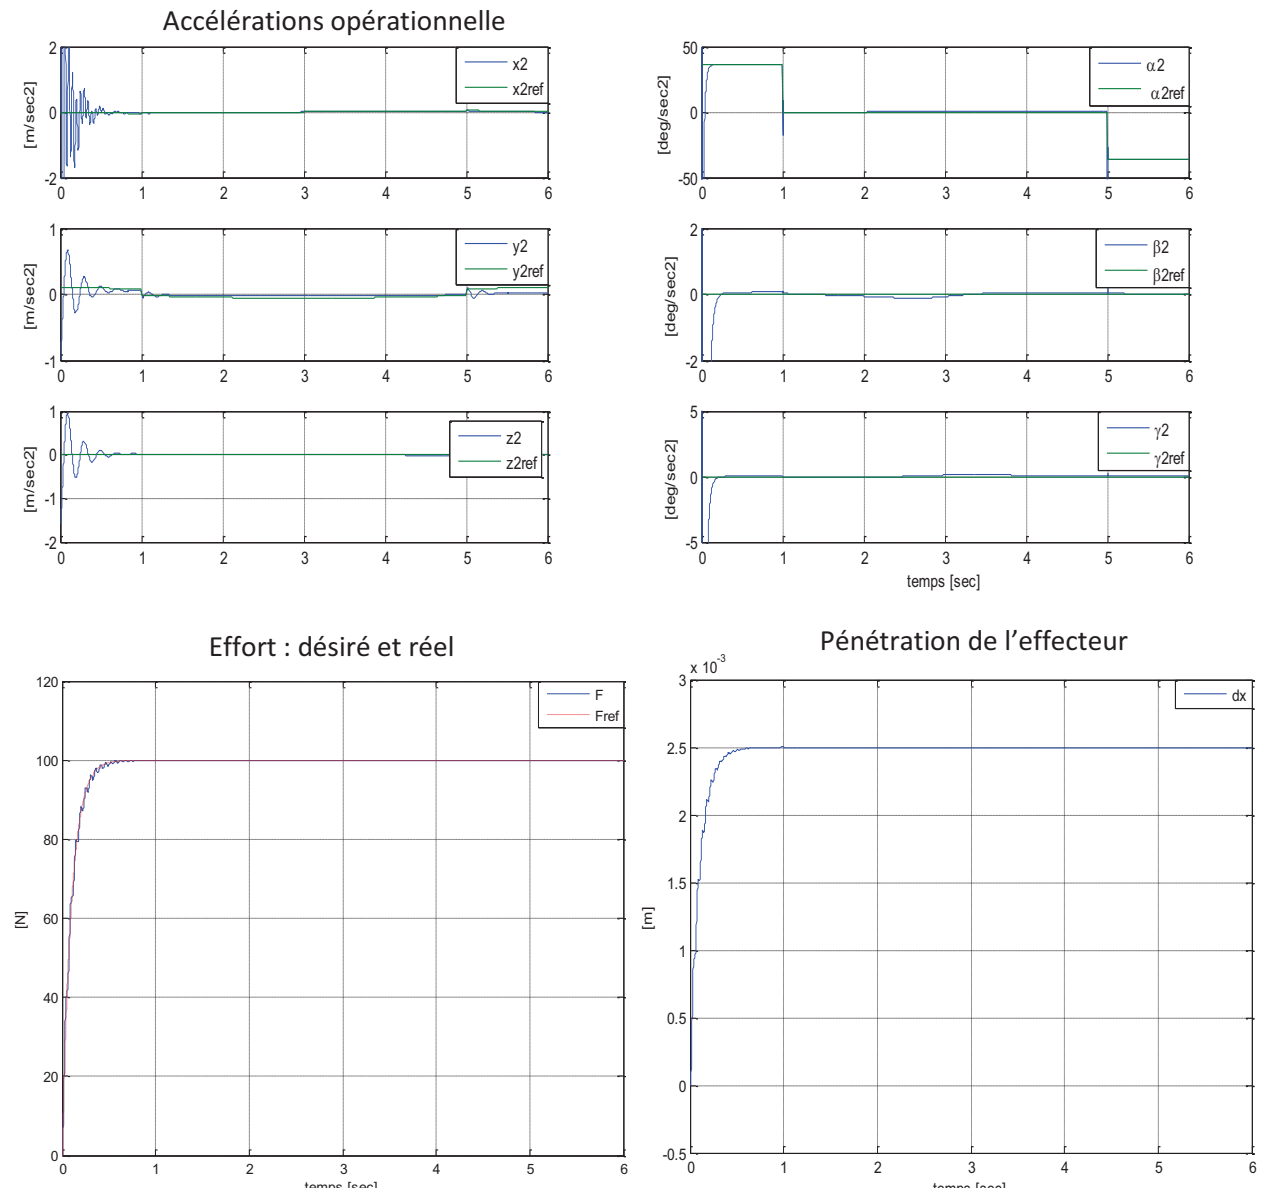 Accélérations opérationnelle
2
0
-2
[m/sec2]
x2
x2ref
0 1 2 3 4 5 6
50
0
-50
[deg/sec2]
α2
α2ref
0 1 2 3 4 5 6
1
0
-1
[m/sec2]
y2
y2ref
0 1 2 3 4 5 6
2
0
-2
[deg/sec2]
β2
β2ref
0 1 2 3 4 5 6
1
0
-1
-2
[m/sec2]
z2
z2ref
0 1 2 3 4 5 6
5
0
-5
[deg/sec2]
γ2
γ2ref
0 1 2 3 4 5 6
temps [sec]
Effort : désiré et réel
120
100
80
60
40
20
0
[N]
F
Fref
0 1 2 3 4 5 6
temps [sec]
Pénétration de l’effecteur
x 10⁻³
3
2.5
2
1.5
1
0.5
0
-0.5
[m]
dx
0 1 2 3 4 5 6
temps [sec]